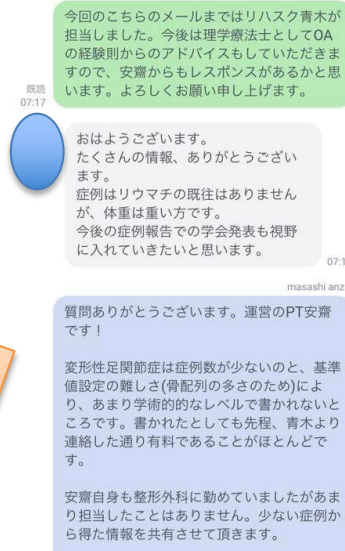 今回のこちらのメールまではリハスク青木が
担当しました。今後は理学療法士としてOA
の経験則からのアドバイスもしていただきま
すので、安齋からもレスポンスがあるかと思
います。よろしくお願い申し上げます。
既読
07:17
おはようございます。
たくさんの情報、ありがとうござい
ます。
症例はリウマチの既往はありません
が、体重は重い方です。
今後の症例報告での学会発表も視野
に入れていきたいと思います。
07:1
masashi anz
質問ありがとうございます。運営のPT安齋
です！
変形性足関節症は症例数が少ないのと、基準
値設定の難しさ(骨配列の多さのため)によ
り、あまり学術的的なレベルで書かれないと
ころです。書かれたとしても先程、青木より
連絡した通り有料であることがほとんどで
す。
安齋自身も整形外科に勤めていましたがあま
り担当したことはありません。少ない症例か
ら得た情報を共有させて頂きます。